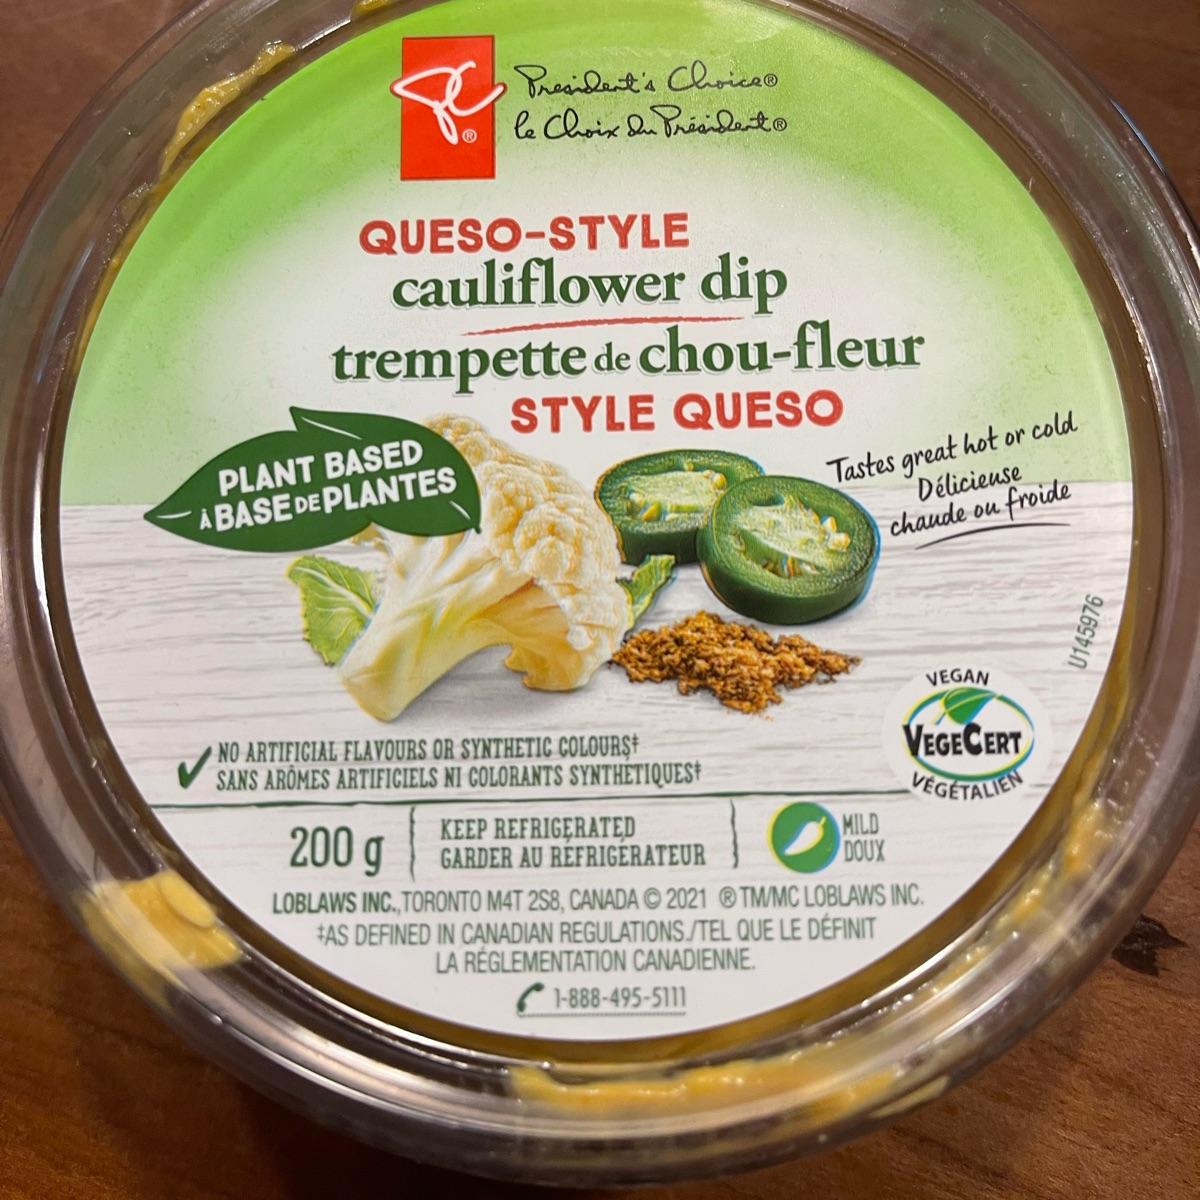 PC®
President's Choice®
le Choix du Président®
QUESO-STYLE
cauliflower dip
trempette de chou-fleur
STYLE QUESO
PLANT BASED
À BASE DE PLANTES
Tastes great hot or cold
Délicieuse
chaude ou froide
U145976
VEGAN
VEGECERT
VÉGÉTALIEN
NO ARTIFICIAL FLAVOURS OR SYNTHETIC COLOURS‡
SANS ARÔMES ARTIFICIELS NI COLORANTS SYNTHÉTIQUES‡
200 g
KEEP REFRIGERATED
GARDER AU RÉFRIGÉRATEUR
MILD
DOUX
LOBLAWS INC., TORONTO M4T 2S8, CANADA © 2021 ® TM/MC LOBLAWS INC.
‡AS DEFINED IN CANADIAN REGULATIONS./TEL QUE LE DÉFINIT
LA RÉGLEMENTATION CANADIENNE.
1-888-495-5111